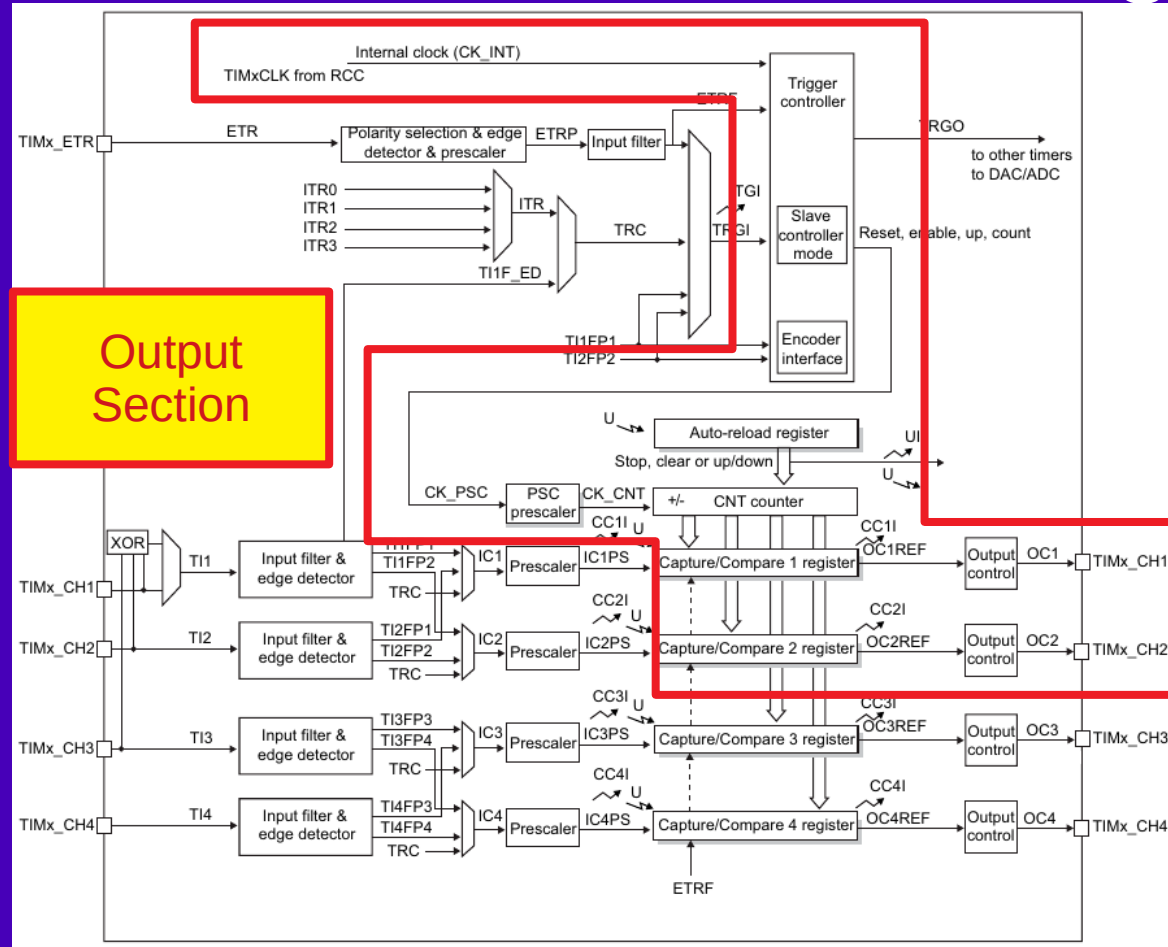 Internal clock (CK_INT)
TIMxCLK from RCC
Trigger
controller
ETRF
TIMx_ETR
ETR
Polarity selection & edge
detector & prescaler
ETRP
Input filter
TRGO
to other timers
to DAC/ADC
ITR0
ITR1
ITR2
ITR3
ITR
TRC
TGI
TRGI
Slave
controller
mode
Reset, enable, up, count
TI1F_ED
Output
Section
TI1FP1
TI2FP2
Encoder
interface
U
Auto-reload register
UI
Stop, clear or up/down
U
CK_PSC
PSC
prescaler
CK_CNT
+/-
CNT counter
XOR
TI1
TIMx_CH1
Input filter &
edge detector
TI1FP1
TI1FP2
TRC
IC1
Prescaler
IC1PS
CC1I
U
Capture/Compare 1 register
CC1I
OC1REF
Output
control
OC1
TIMx_CH1
TIMx_CH2
TI2
Input filter &
edge detector
TI2FP1
TI2FP2
TRC
IC2
Prescaler
IC2PS
CC2I
U
Capture/Compare 2 register
CC2I
OC2REF
Output
control
OC2
TIMx_CH2
TIMx_CH3
TI3
Input filter &
edge detector
TI3FP3
TI3FP4
TRC
IC3
Prescaler
IC3PS
CC3I
U
Capture/Compare 3 register
CC3I
OC3REF
Output
control
OC3
TIMx_CH3
TIMx_CH4
TI4
Input filter &
edge detector
TI4FP3
TI4FP4
TRC
IC4
Prescaler
IC4PS
CC4I
U
Capture/Compare 4 register
CC4I
OC4REF
Output
control
OC4
TIMx_CH4
ETRF